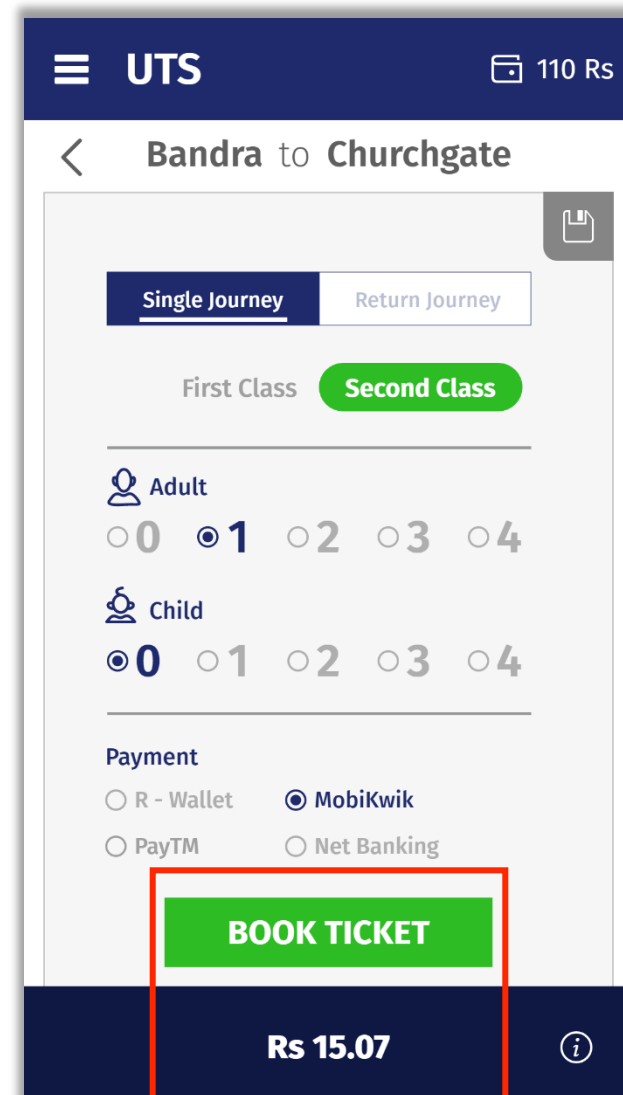 UTS 110 Rs
Bandra to Churchgate
Single Journey Return Journey
First Class Second Class
Adult
0 1 2 3 4
Child
0 1 2 3 4
Payment
R - Wallet MobiKwik
PayTM Net Banking
BOOK TICKET
Rs 15.07 i